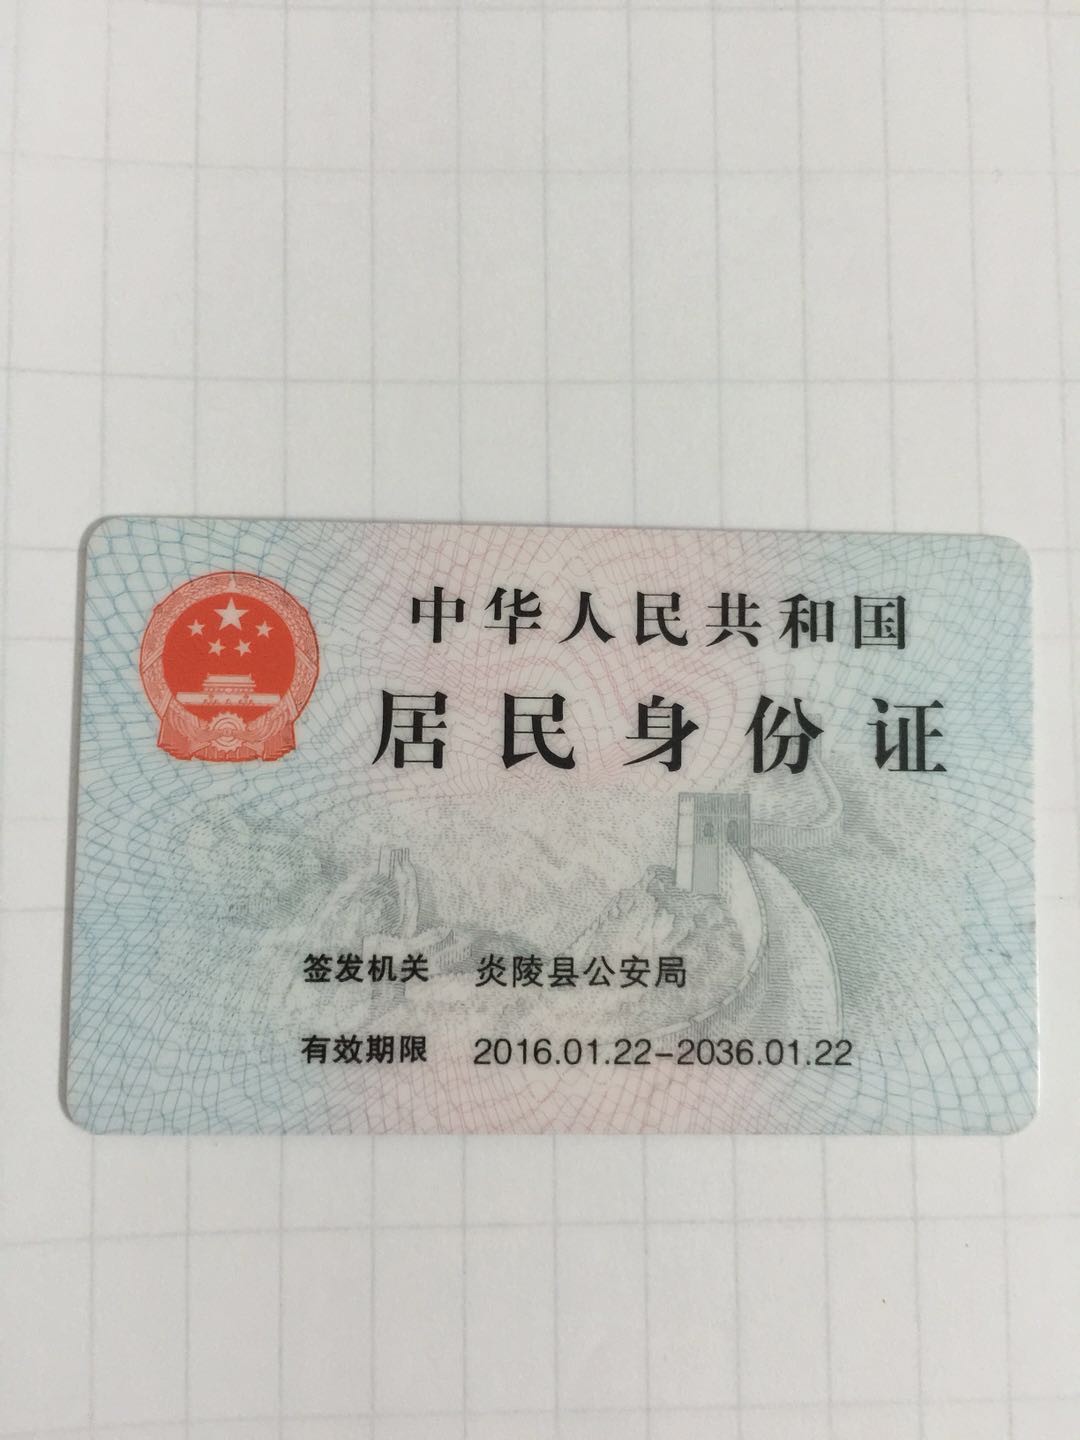 中华人民共和国
居民身份证
签发机关 炎陵县公安局
有效期限 2016.01.22-2036.01.22